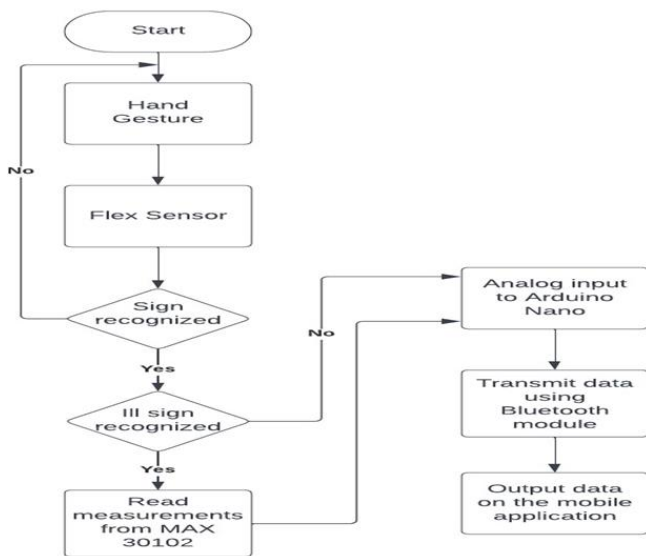 Start
Hand
Gesture
No
Flex Sensor
Sign
recognized
Yes
Ill sign
recognized
No
Yes
Read
measurements
from MAX
30102
Analog input
to Arduino
Nano
Transmit data
using
Bluetooth
module
Output data
on the mobile
application